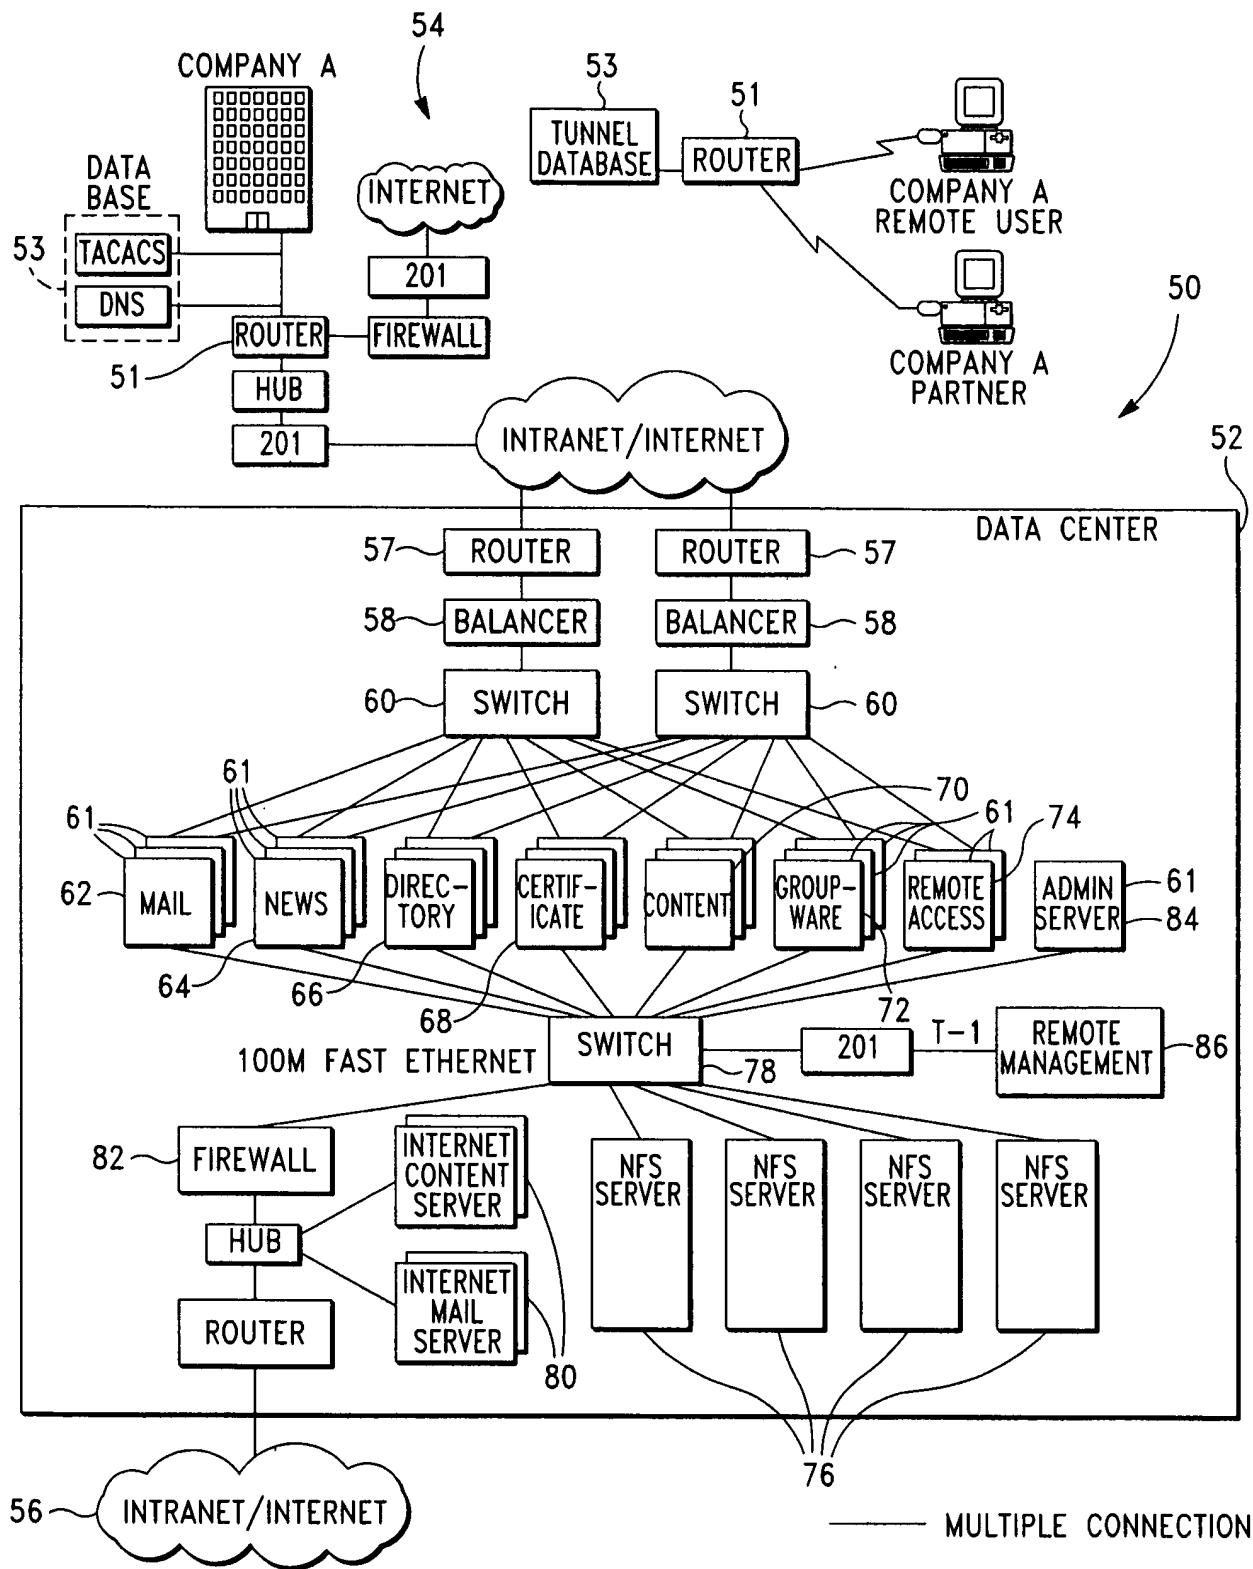 54
COMPANY A
53
51
TUNNEL
DATABASE
ROUTER
COMPANY A
REMOTE USER
DATA
BASE
INTERNET
53
TACACS
DNS
201
ROUTER
FIREWALL
51
HUB
201
COMPANY A
PARTNER
50
INTRANET/INTERNET
52
DATA CENTER
57
ROUTER
ROUTER
57
58
BALANCER
BALANCER
58
60
SWITCH
SWITCH
60
61
61
70
61
74
62
MAIL
NEWS
DIREC-
TORY
CERTIF-
ICATE
CONTENT
GROUP-
WARE
REMOTE
ACCESS
ADMIN
SERVER
61
84
64
66
68
72
100M FAST ETHERNET
SWITCH
78
201
T-1
REMOTE
MANAGEMENT
86
82
FIREWALL
INTERNET
CONTENT
SERVER
NFS
SERVER
NFS
SERVER
NFS
SERVER
NFS
SERVER
HUB
INTERNET
MAIL
SERVER
ROUTER
80
76
56
INTRANET/INTERNET
MULTIPLE CONNECTION